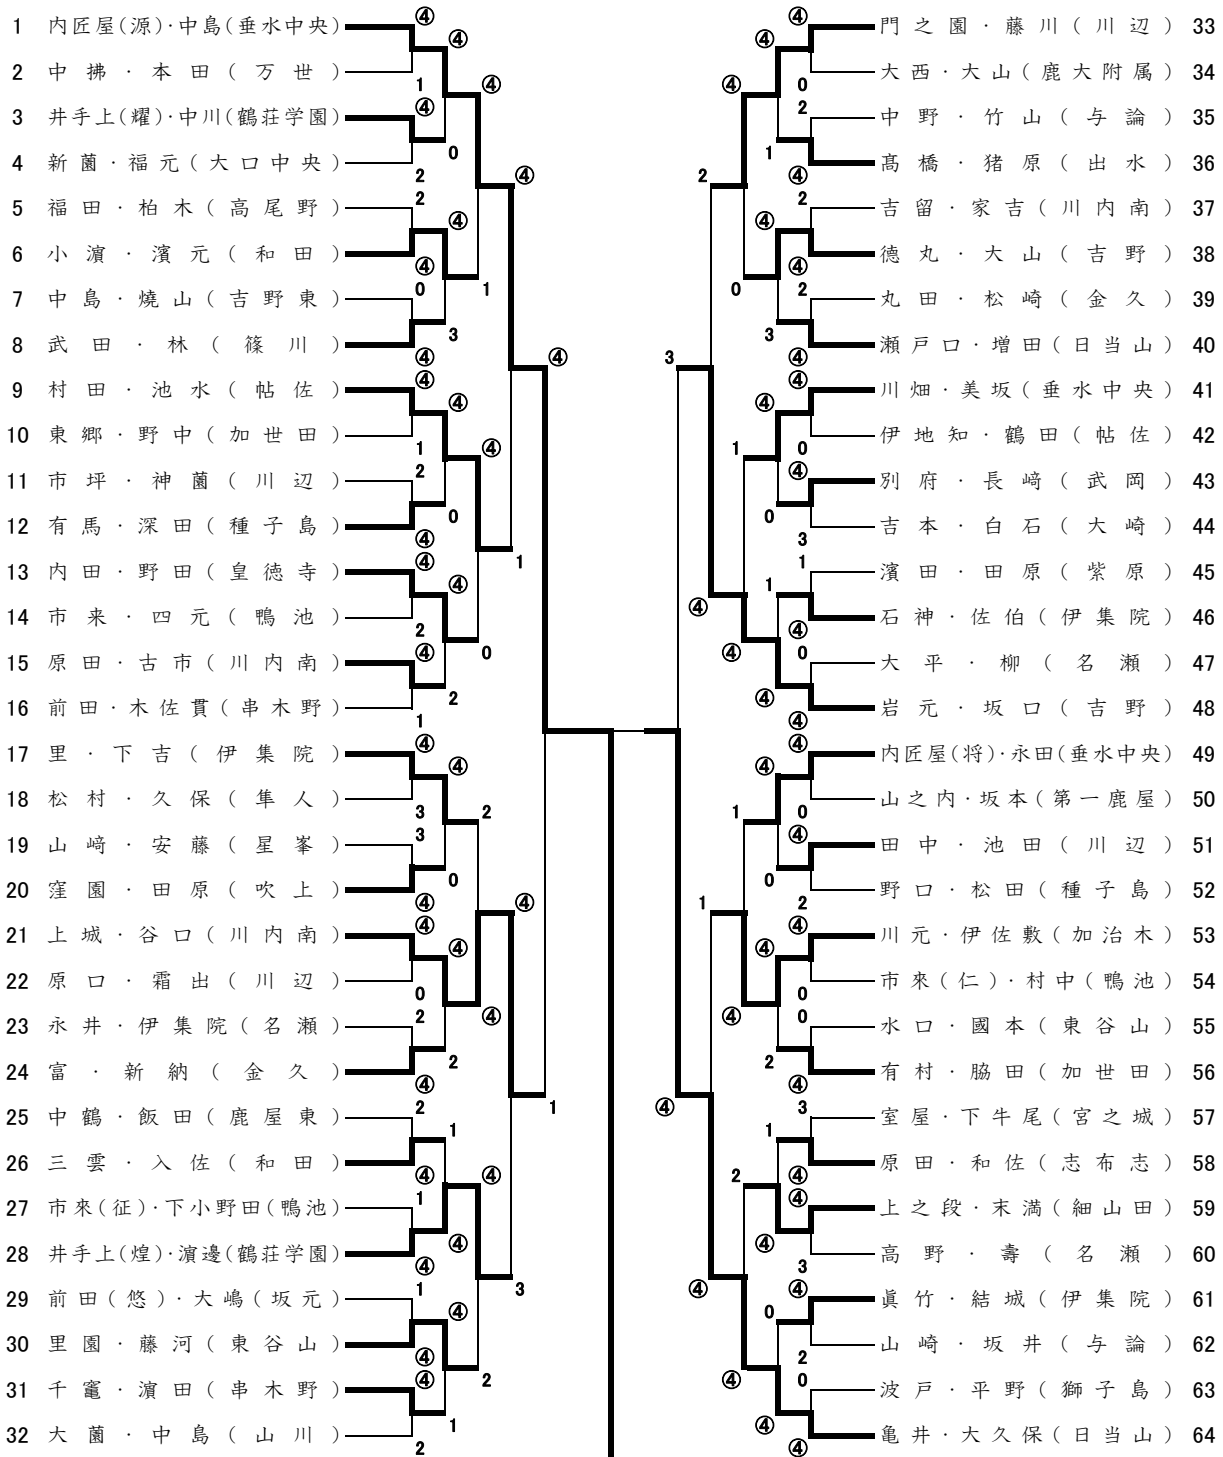 1 内匠屋(源)·中島(垂水中央)
2 中拂·本田(万世)
3 井手上(耀)·中川(鶴荘学園)
4 新薗·福元(大口中央)
5 福田·柏木(高尾野)
6 小濵·濱元(和田)
7 中島·燒山(吉野東)
8 武田·林(篠川)
9 村田·池水(帖佐)
10 東郷·野中(加世田)
11 市坪·神薗(川辺)
12 有馬·深田(種子島)
13 内田·野田(皇徳寺)
14 市来·四元(鴨池)
15 原田·古市(川内南)
16 前田·木佐貫(串木野)
17 里·下吉(伊集院)
18 松村·久保(隼人)
19 山﨑·安藤(星峯)
20 窪園·田原(吹上)
21 上城·谷口(川内南)
22 原口·霜出(川辺)
23 永井·伊集院(名瀬)
24 富·新納(金久)
25 中鶴·飯田(鹿屋東)
26 三雲·入佐(和田)
27 市來(征)·下小野田(鴨池)
28 井手上(煌)·濵邊(鶴荘学園)
29 前田(悠)·大嶋(坂元)
30 里園·藤河(東谷山)
31 千竃·濵田(串木野)
32 大薗·中島(山川)
門之園·藤川(川辺) 33
大西·大山(鹿大附属) 34
中野·竹山(与論) 35
髙橋·猪原(出水) 36
吉留·家吉(川内南) 37
徳丸·大山(吉野) 38
丸田·松崎(金久) 39
瀬戸口·増田(日当山) 40
川畑·美坂(垂水中央) 41
伊地知·鶴田(帖佐) 42
別府·長﨑(武岡) 43
吉本·白石(大崎) 44
濱田·田原(紫原) 45
石神·佐伯(伊集院) 46
大平·柳(名瀬) 47
岩元·坂口(吉野) 48
内匠屋(将)·永田(垂水中央) 49
山之内·坂本(第一鹿屋) 50
田中·池田(川辺) 51
野口·松田(種子島) 52
川元·伊佐敷(加治木) 53
市來(仁)·村中(鴨池) 54
水口·國本(東谷山) 55
有村·脇田(加世田) 56
室屋·下牛尾(宮之城) 57
原田·和佐(志布志) 58
上之段·末満(細山田) 59
高野·壽(名瀬) 60
眞竹·結城(伊集院) 61
山崎·坂井(与論) 62
波戸·平野(獅子島) 63
亀井·大久保(日当山) 64